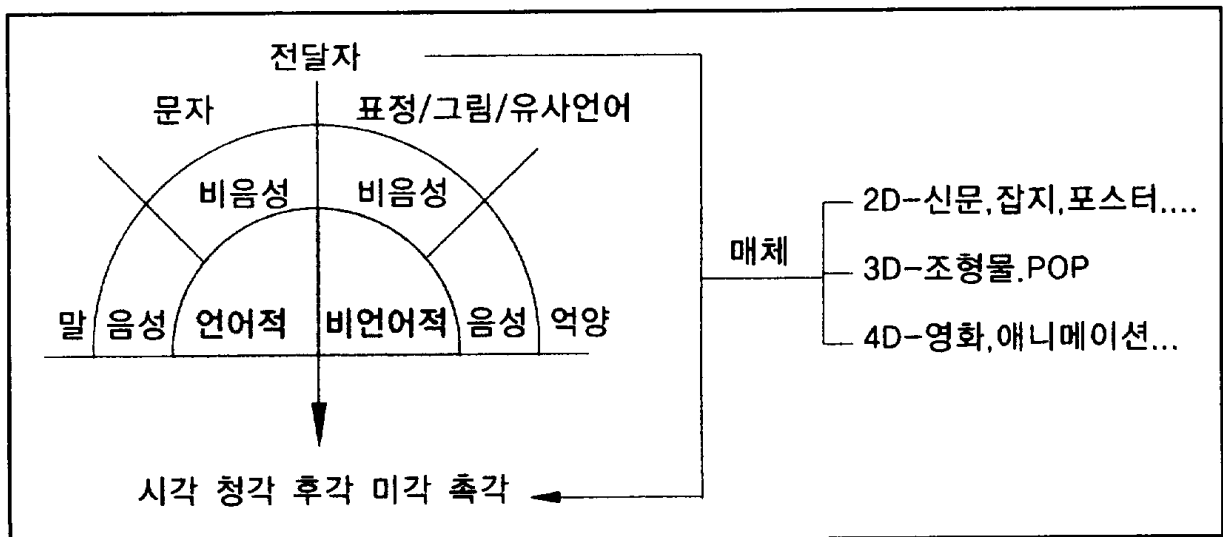 전달자
문자 표정/그림/유사언어
비음성 비음성
2D-신문,잡지,포스터....
매체
3D-조형물.POP
말 음성 언어적 비언어적 음성 억양
4D-영화,애니메이션...
시각 청각 후각 미각 촉각